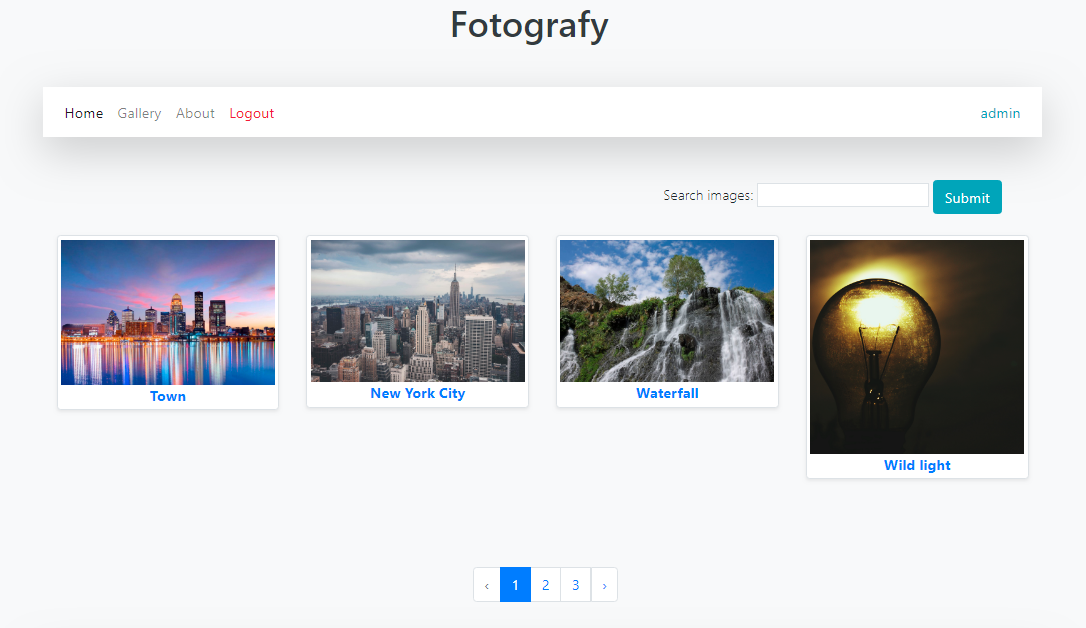 Fotografy
Home Gallery About Logout admin
Search images: Submit
Town
New York City
Waterfall
Wild light
‹ 1 2 3 ›